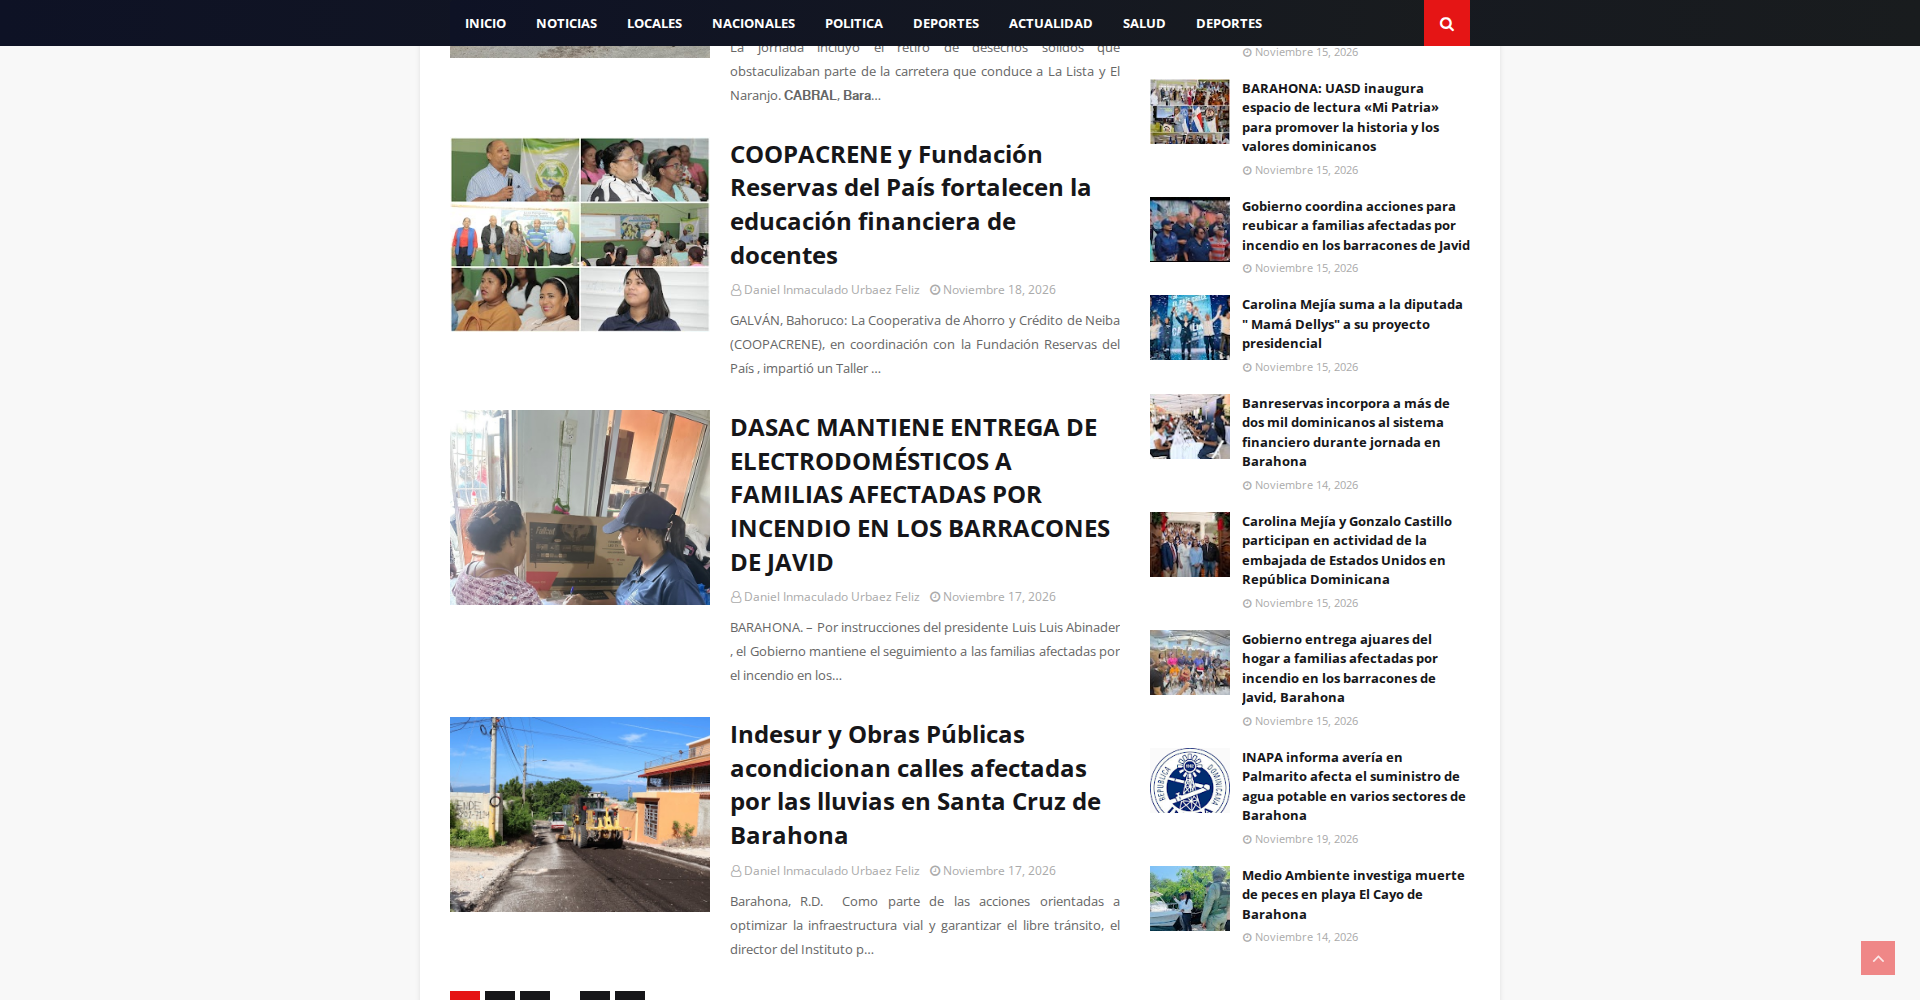 INICIO NOTICIAS LOCALES NACIONALES POLITICA DEPORTES ACTUALIDAD SALUD DEPORTES
La jornada incluyó el retiro de desechos sólidos que
obstaculizaban parte de la carretera que conduce a La Lista y El
Naranjo. CABRAL, Bara...
COOPACRENE y Fundación
Reservas del País fortalecen la
educación financiera de
docentes
Daniel Inmaculado Urbaez Feliz Noviembre 18, 2026
GALVÁN, Bahoruco: La Cooperativa de Ahorro y Crédito de Neiba
(COOPACRENE), en coordinación con la Fundación Reservas del
País , impartió un Taller ...
DASAC MANTIENE ENTREGA DE
ELECTRODOMÉSTICOS A
FAMILIAS AFECTADAS POR
INCENDIO EN LOS BARRACONES
DE JAVID
Daniel Inmaculado Urbaez Feliz Noviembre 17, 2026
BARAHONA. – Por instrucciones del presidente Luis Luis Abinader
, el Gobierno mantiene el seguimiento a las familias afectadas por
el incendio en los...
Indesur y Obras Públicas
acondicionan calles afectadas
por las lluvias en Santa Cruz de
Barahona
Daniel Inmaculado Urbaez Feliz Noviembre 17, 2026
Barahona, R.D. Como parte de las acciones orientadas a
optimizar la infraestructura vial y garantizar el libre tránsito, el
director del Instituto p...
Noviembre 15, 2026
BARAHONA: UASD inaugura
espacio de lectura «Mi Patria»
para promover la historia y los
valores dominicanos
Noviembre 15, 2026
Gobierno coordina acciones para
reubicar a familias afectadas por
incendio en los barracones de Javid
Noviembre 15, 2026
Carolina Mejía suma a la diputada
" Mamá Dellys" a su proyecto
presidencial
Noviembre 15, 2026
Banreservas incorpora a más de
dos mil dominicanos al sistema
financiero durante jornada en
Barahona
Noviembre 14, 2026
Carolina Mejía y Gonzalo Castillo
participan en actividad de la
embajada de Estados Unidos en
República Dominicana
Noviembre 15, 2026
Gobierno entrega ajuares del
hogar a familias afectadas por
incendio en los barracones de
Javid, Barahona
Noviembre 15, 2026
INAPA informa avería en
Palmarito afecta el suministro de
agua potable en varios sectores de
Barahona
Noviembre 19, 2026
Medio Ambiente investiga muerte
de peces en playa El Cayo de
Barahona
Noviembre 14, 2026
REPUBLICA DOMINICANA